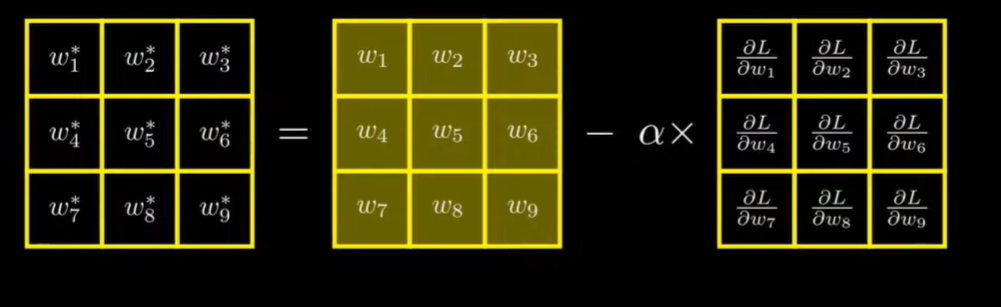 w₁* w₂* w₃* w₁ w₂ w₃ ∂L/∂w₁ ∂L/∂w₂ ∂L/∂w₃
w₄* w₅* w₆* = w₄ w₅ w₆ − α× ∂L/∂w₄ ∂L/∂w₅ ∂L/∂w₆
w₇* w₈* w₉* w₇ w₈ w₉ ∂L/∂w₇ ∂L/∂w₈ ∂L/∂w₉